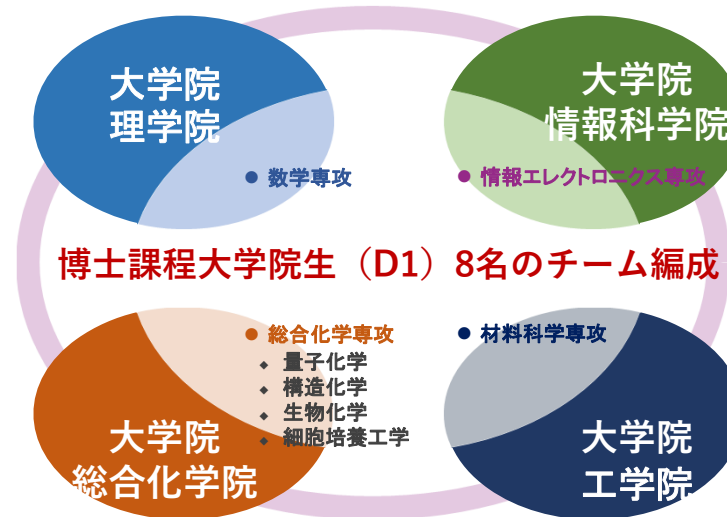 大学院
理学院
● 数学専攻
大学院
情報科学院
● 情報エレクトロニクス専攻
博士課程大学院生（D1）8名のチーム編成
● 総合化学専攻
◆ 量子化学
◆ 構造化学
◆ 生物化学
◆ 細胞培養工学
大学院
総合化学院
● 材料科学専攻
大学院
工学院